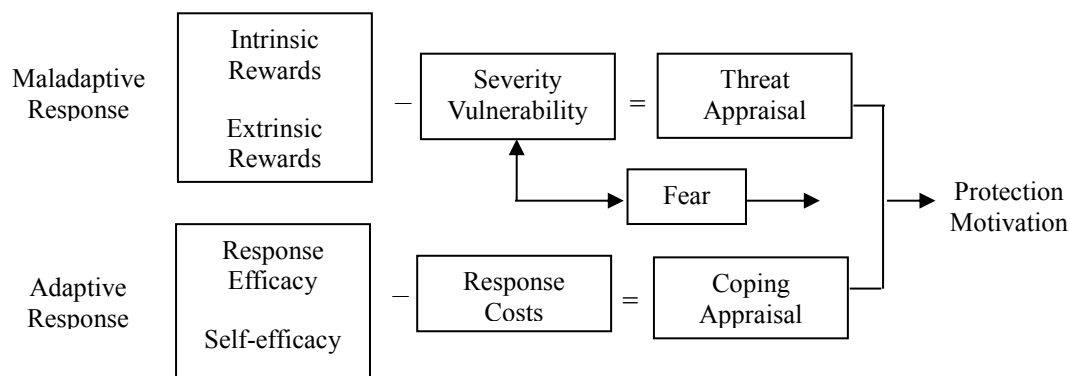 Maladaptive
Response
Intrinsic
Rewards
Extrinsic
Rewards
–
Severity
Vulnerability
=
Threat
Appraisal
Fear
Protection
Motivation
Adaptive
Response
Response
Efficacy
Self-efficacy
–
Response
Costs
=
Coping
Appraisal